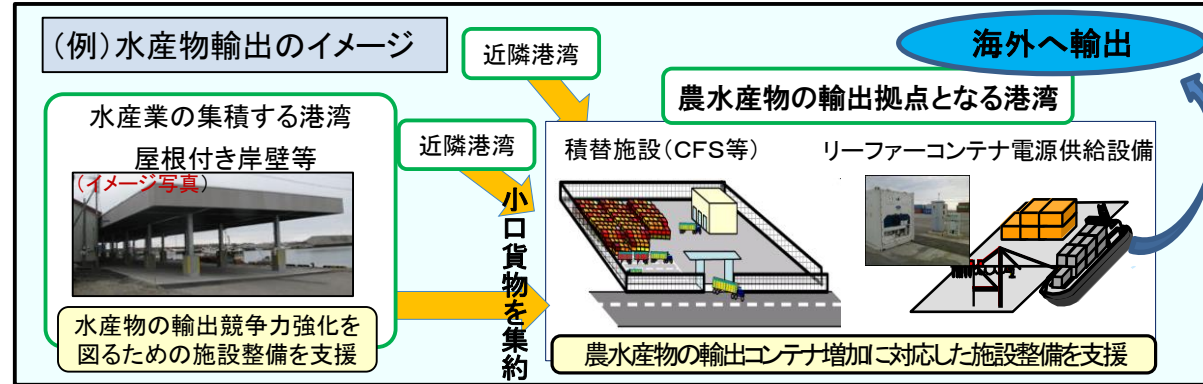 (例)水産物輸出のイメージ
近隣港湾
海外へ輸出
水産業の集積する港湾
屋根付き岸壁等
(イメージ写真)
水産物の輸出競争力強化を
図るための施設整備を支援
近隣港湾
小口貨物を集約
農水産物の輸出拠点となる港湾
積替施設(CFS等)
リーファーコンテナ電源供給設備
農水産物の輸出コンテナ増加に対応した施設整備を支援